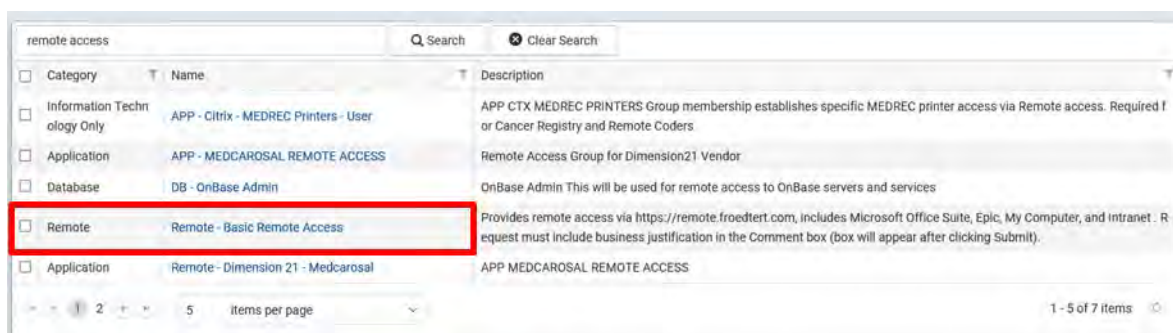 remote access Search Clear Search
Category Name Description
Information Techn
ology Only
APP - Citrix - MEDREC Printers - User
APP CTX MEDREC PRINTERS Group membership establishes specific MEDREC printer access via Remote access. Required f
or Cancer Registry and Remote Coders
Application APP - MEDCAROSAL REMOTE ACCESS Remote Access Group for Dimension21 Vendor
Database DB - OnBase Admin OnBase Admin This will be used for remote access to OnBase servers and services
Remote Remote - Basic Remote Access
Provides remote access via https://remote.froedtert.com, includes Microsoft Office Suite, Epic, My Computer, and Intranet . R
equest must include business justification in the Comment box (box will appear after clicking Submit).
Application Remote - Dimension 21 - Medcarosal APP MEDCAROSAL REMOTE ACCESS
1 2 5 items per page 1 - 5 of 7 items